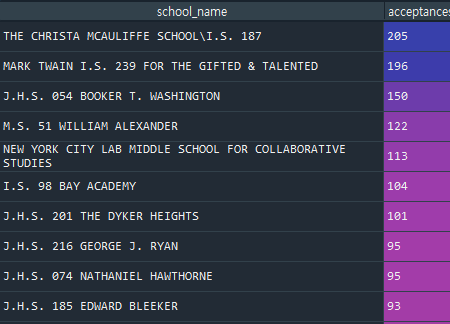 school_name acceptances
THE CHRISTA MCAULIFFE SCHOOL\I.S. 187 205
MARK TWAIN I.S. 239 FOR THE GIFTED & TALENTED 196
J.H.S. 054 BOOKER T. WASHINGTON 150
M.S. 51 WILLIAM ALEXANDER 122
NEW YORK CITY LAB MIDDLE SCHOOL FOR COLLABORATIVE
STUDIES 113
I.S. 98 BAY ACADEMY 104
J.H.S. 201 THE DYKER HEIGHTS 101
J.H.S. 216 GEORGE J. RYAN 95
J.H.S. 074 NATHANIEL HAWTHORNE 95
J.H.S. 185 EDWARD BLEEKER 93